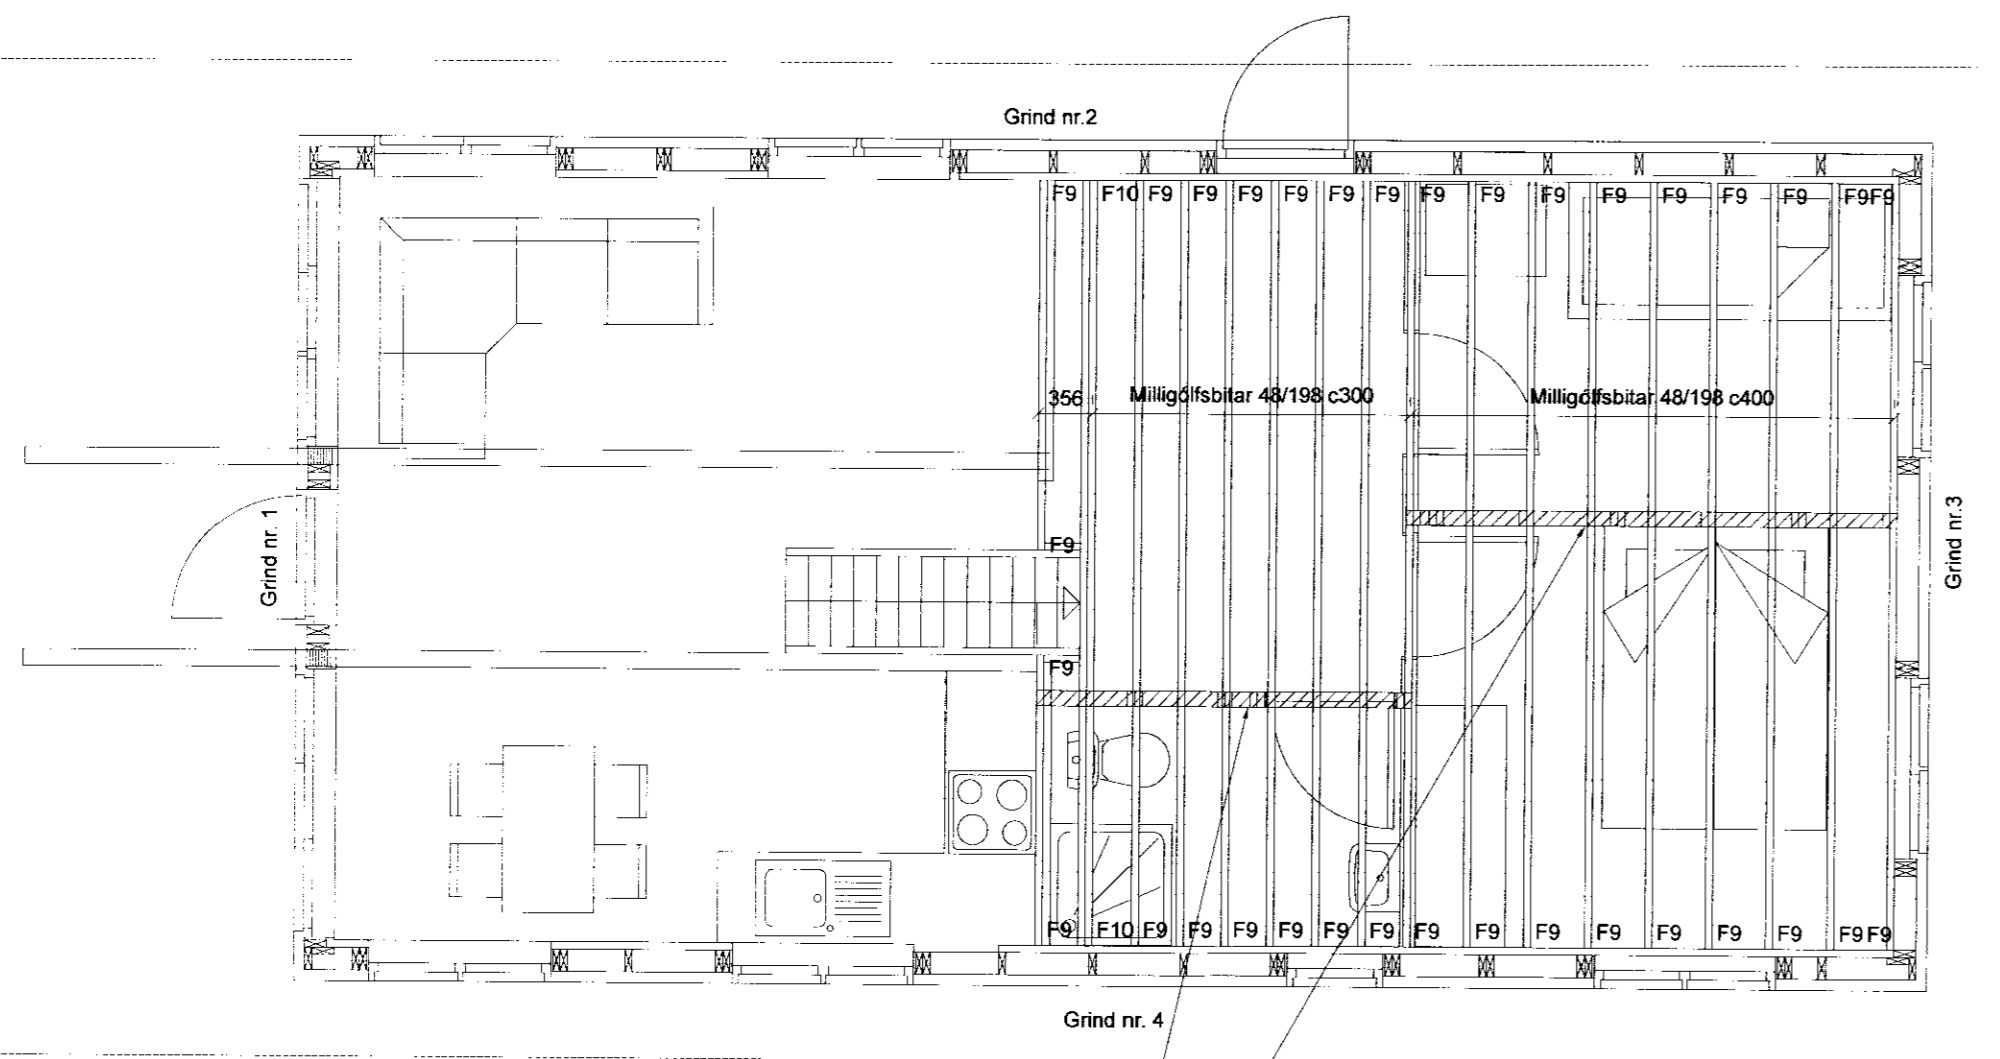 Grind nr.2
F9 F10 F9 F9 F9 F9 F9 F9 F9 F9 F9 F9 F9 F9 F9 F9F9
356 Milligólfsbitar 48/198 c300 Milligólfsbitar 48/198 c400
Grind nr. 1
F9
Grind nr.3
F9
F9 F10 F9 F9 F9 F9 F9 F9 F9 F9 F9 F9 F9 F9 F9 F9 F9
Grind nr. 4